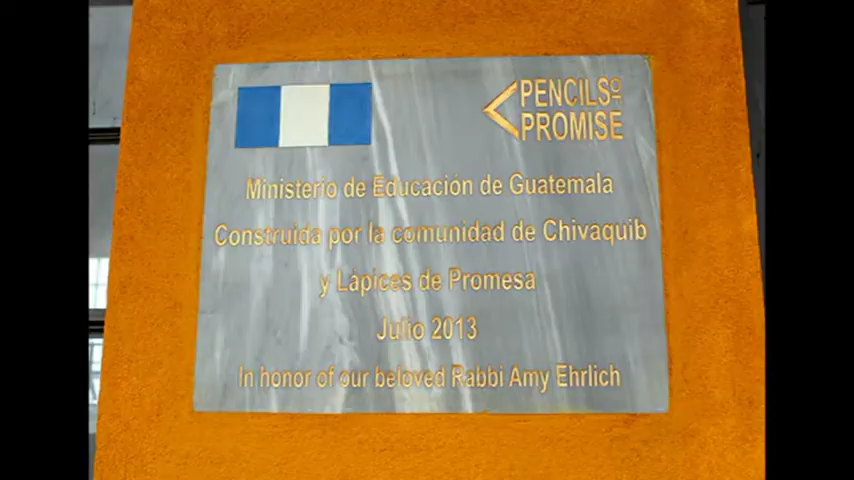 PENCILS OF
PROMISE
Ministerio de Educación de Guatemala
Construida por la comunidad de Chivaquib
y Lápices de Promesa
Julio 2013
In honor of our beloved Rabbi Amy Ehrlich